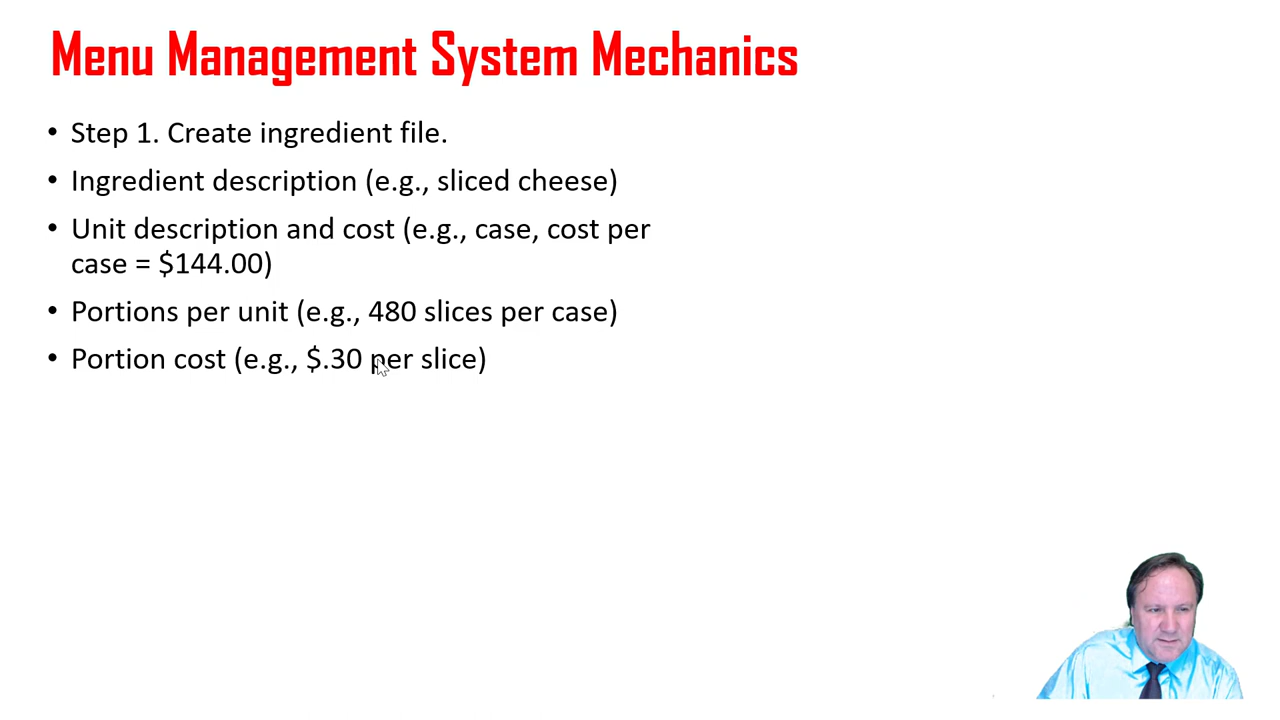 Menu Management System Mechanics
• Step 1. Create ingredient file.
• Ingredient description (e.g., sliced cheese)
• Unit description and cost (e.g., case, cost per
case = $144.00)
• Portions per unit (e.g., 480 slices per case)
• Portion cost (e.g., $.30 per slice)